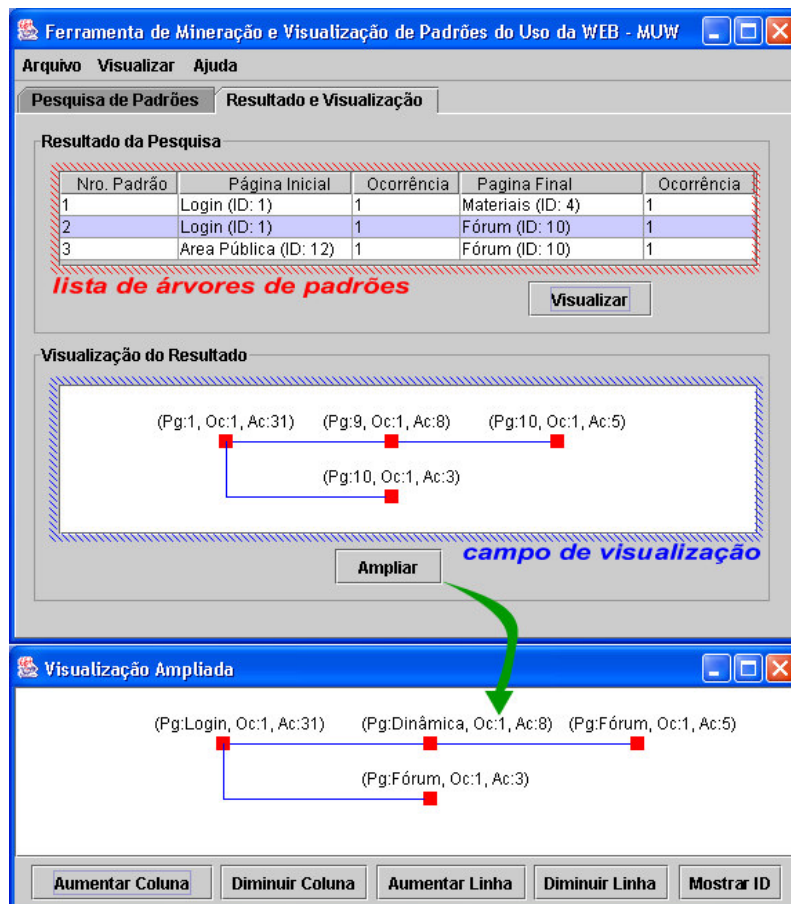 Ferramenta de Mineração e Visualização de Padrões do Uso da WEB - MUW
Arquivo Visualizar Ajuda
Pesquisa de Padrões Resultado e Visualização
Resultado da Pesquisa
Nro. Padrão Página Inicial Ocorrência Pagina Final Ocorrência
1 Login (ID: 1) 1 Materiais (ID: 4) 1
2 Login (ID: 1) 1 Fórum (ID: 10) 1
3 Area Pública (ID: 12) 1 Fórum (ID: 10) 1
lista de árvores de padrões
Visualizar
Visualização do Resultado
(Pg:1, Oc:1, Ac:31) (Pg:9, Oc:1, Ac:8) (Pg:10, Oc:1, Ac:5)
(Pg:10, Oc:1, Ac:3)
campo de visualização
Ampliar
Visualização Ampliada
(Pg:Login, Oc:1, Ac:31) (Pg:Dinâmica, Oc:1, Ac:8) (Pg:Fórum, Oc:1, Ac:5)
(Pg:Fórum, Oc:1, Ac:3)
Aumentar Coluna Diminuir Coluna Aumentar Linha Diminuir Linha Mostrar ID